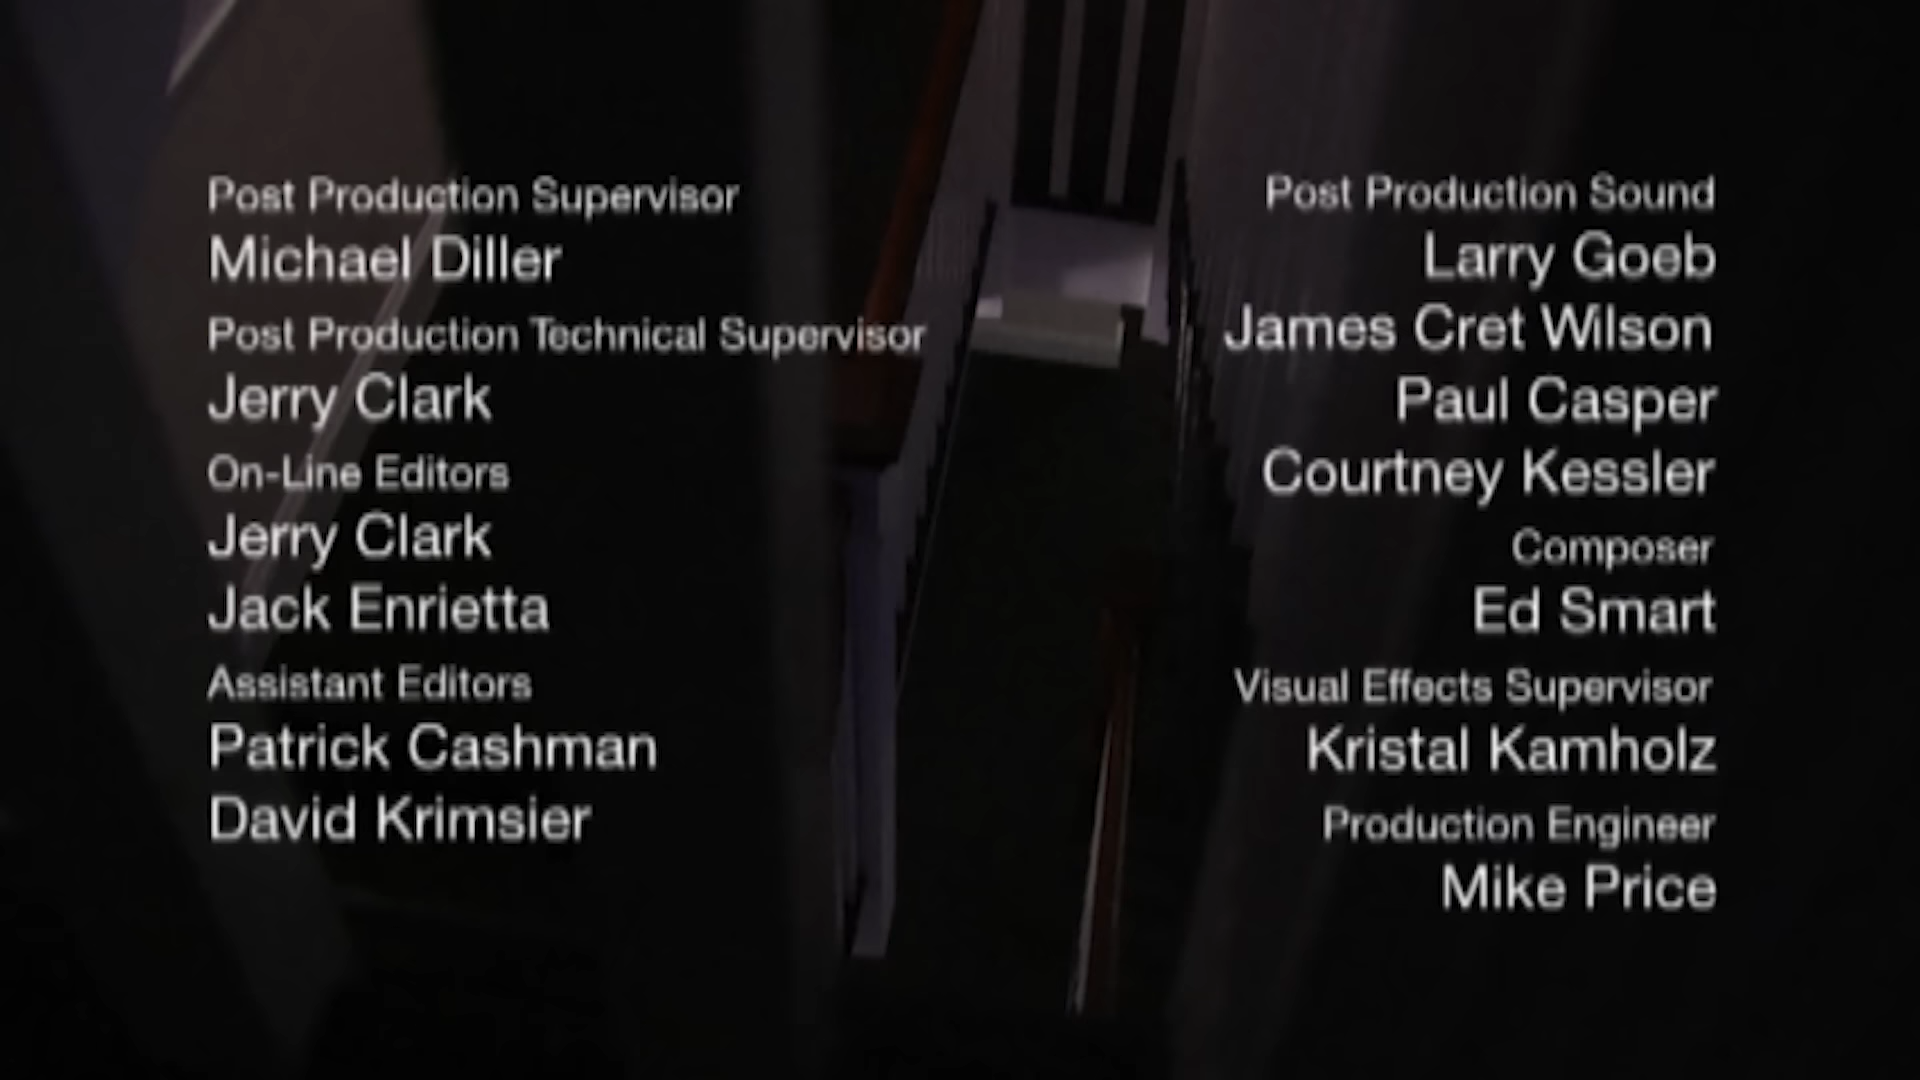 Post Production Supervisor
Michael Diller
Post Production Technical Supervisor
Jerry Clark
On-Line Editors
Jerry Clark
Jack Enrietta
Assistant Editors
Patrick Cashman
David Krimsier
Post Production Sound
Larry Goeb
James Cret Wilson
Paul Casper
Courtney Kessler
Composer
Ed Smart
Visual Effects Supervisor
Kristal Kamholz
Production Engineer
Mike Price